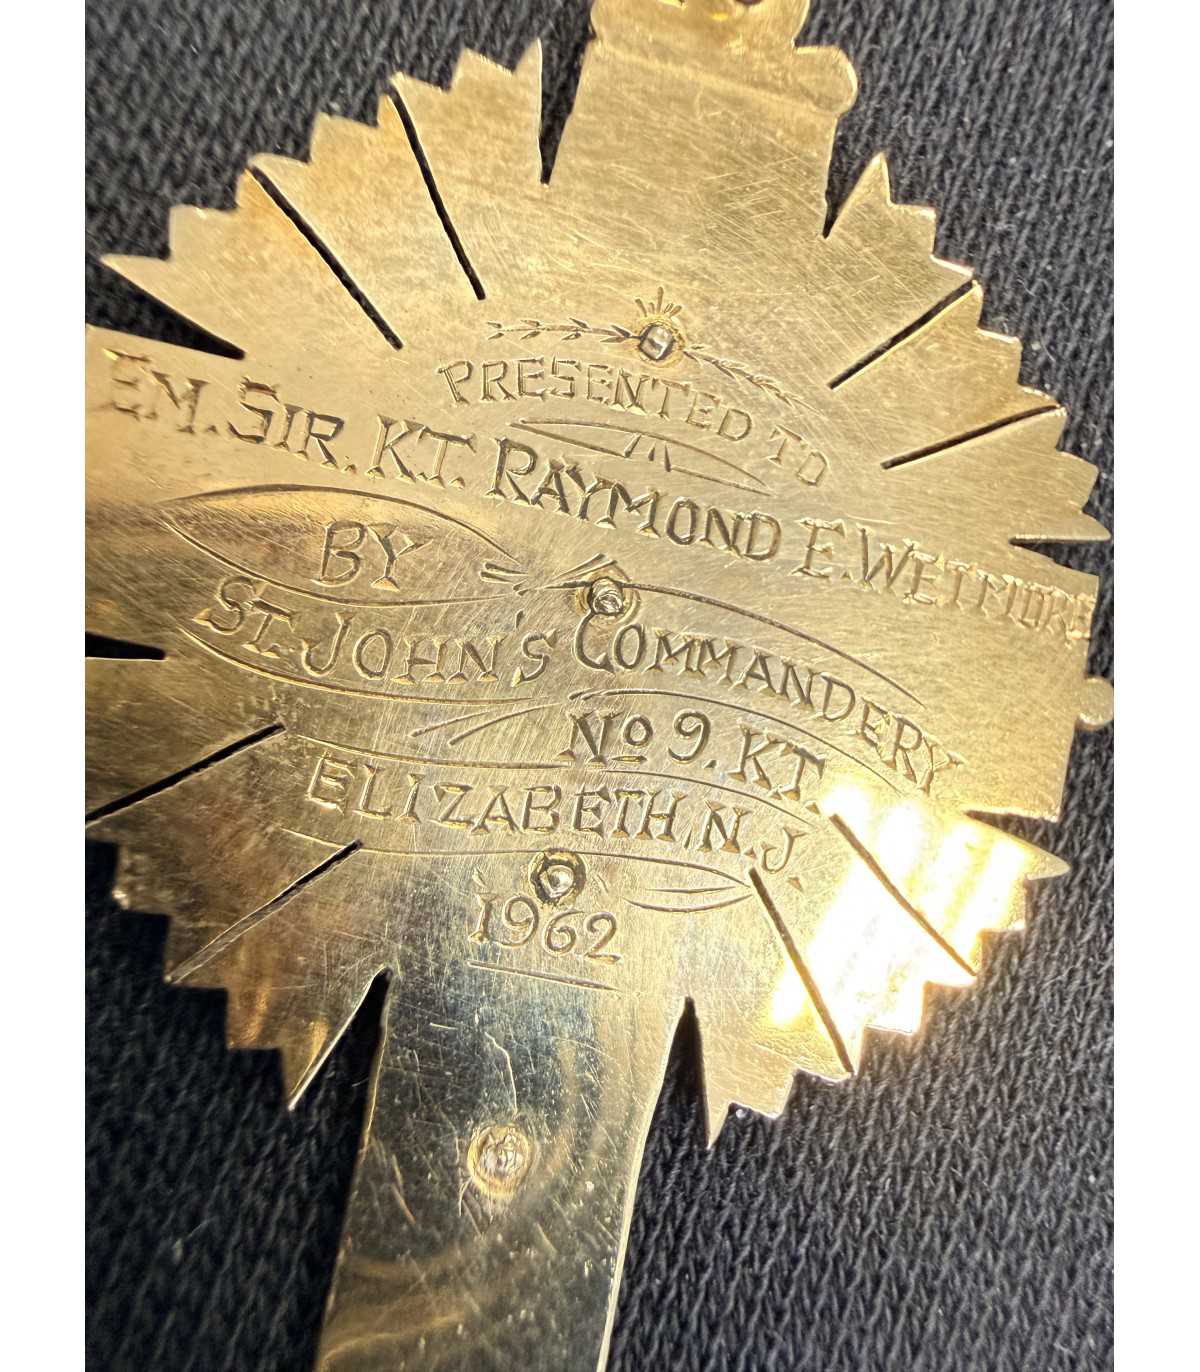 PRESENTED TO
EM. SIR. KT. RAYMOND E. WETMORE
BY
ST. JOHN'S COMMANDERY
No 9. KT.
ELIZABETH, N.J.
1962